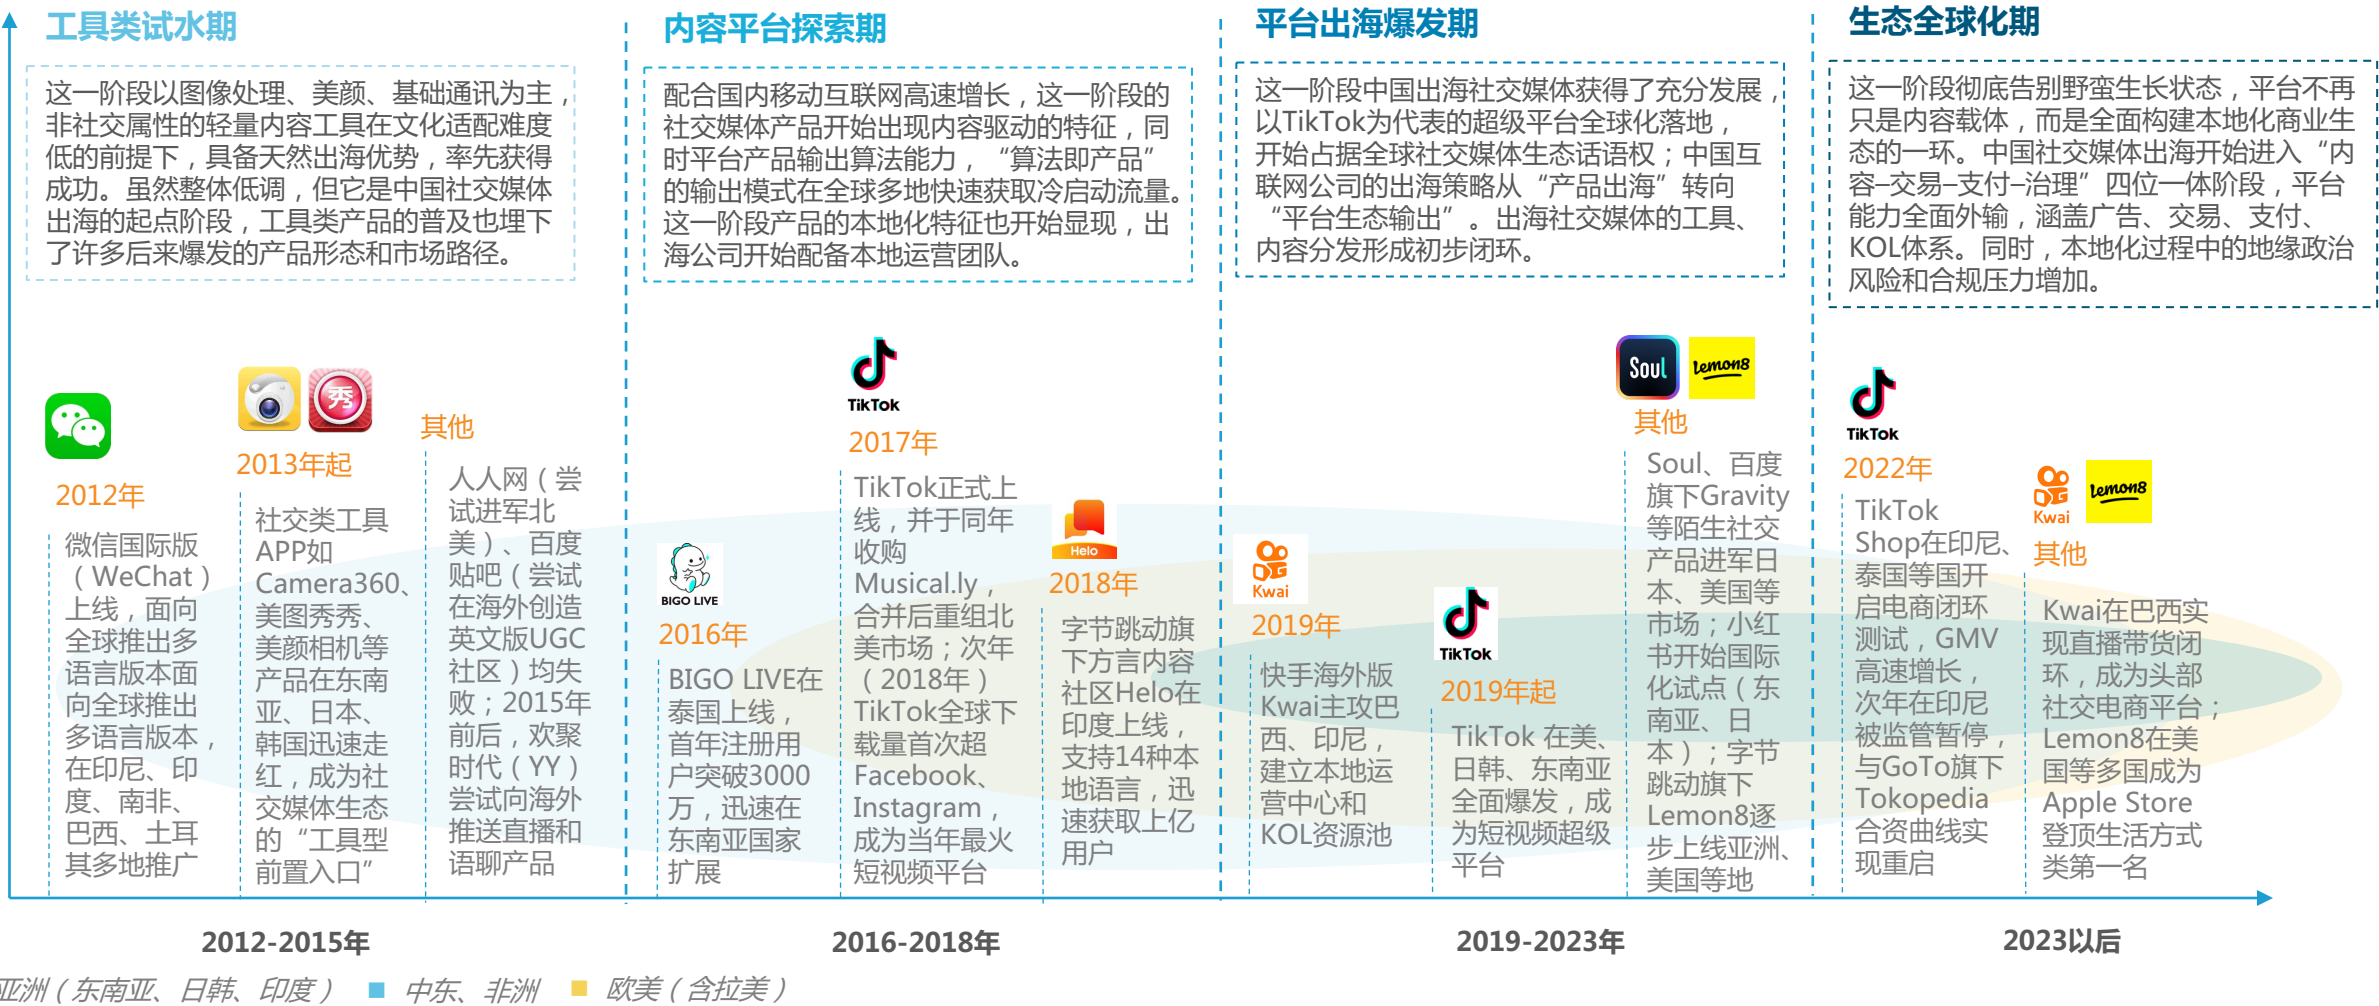 工具类试水期
这一阶段以图像处理、美颜、基础通讯为主，
非社交属性的轻量内容工具在文化适配难度
低的前提下，具备天然出海优势，率先获得
成功。虽然整体低调，但它是中国社交媒体
出海的起点阶段，工具类产品的普及也埋下
了许多后来爆发的产品形态和市场路径。
内容平台探索期
配合国内移动互联网高速增长，这一阶段的
社交媒体产品开始出现内容驱动的特征，同
时平台产品输出算法能力，“算法即产品”
的输出模式在全球多地快速获取冷启动流量。
这一阶段产品的本地化特征也开始显现，出
海公司开始配备本地运营团队。
平台出海爆发期
这一阶段中国出海社交媒体获得了充分发展，
以TikTok为代表的超级平台全球化落地，
开始占据全球社交媒体生态话语权；中国互
联网公司的出海策略从“产品出海”转向
“平台生态输出”。出海社交媒体的工具、
内容分发形成初步闭环。
生态全球化期
这一阶段彻底告别野蛮生长状态，平台不再
只是内容载体，而是全面构建本地化商业生
态的一环。中国社交媒体出海开始进入“内
容–交易–支付–治理”四位一体阶段，平台
能力全面外输，涵盖广告、交易、支付、
KOL体系。同时，本地化过程中的地缘政治
风险和合规压力增加。
2012年
微信国际版
（WeChat）
上线，面向
全球推出多
语言版本面
向全球推出
多语言版本，
在印尼、印
度、南非、
巴西、土耳
其多地推广
秀
2013年起
社交类工具
APP如
Camera360、
美图秀秀、
美颜相机等
产品在东南
亚、日本、
韩国迅速走
红，成为社
交媒体生态
的“工具型
前置入口”
其他
人人网（尝
试进军北
美）、百度
贴吧（尝试
在海外创造
英文版UGC
社区）均失
败；2015年
前后，欢聚
时代（YY）
尝试向海外
推送直播和
语聊产品
BIGO LIVE
2016年
BIGO LIVE在
泰国上线，
首年注册用
户突破3000
万，迅速在
东南亚国家
扩展
TikTok
2017年
TikTok正式上
线，并于同年
收购
Musical.ly，
合并后重组北
美市场；次年
（2018年）
TikTok全球下
载量首次超
Facebook、
Instagram，
成为当年最火
短视频平台
Helo
2018年
字节跳动旗
下方言内容
社区Helo在
印度上线，
支持14种本
地语言，迅
速获取上亿
用户
Kwai
2019年
快手海外版
Kwai主攻巴
西、印尼，
建立本地运
营中心和
KOL资源池
TikTok
2019年起
TikTok 在美、
日韩、东南亚
全面爆发，成
为短视频超级
平台
Soul
Lemon8
其他
Soul、百度
旗下Gravity
等陌生社交
产品进军日
本、美国等
市场；小红
书开始国际
化试点（东
南亚、日
本）；字节
跳动旗下
Lemon8逐
步上线亚洲、
美国等地
TikTok
2022年
TikTok
Shop在印尼、
泰国等国开
启电商闭环
测试，GMV
高速增长，
次年在印尼
被监管暂停，
与GoTo旗下
Tokopedia
合资曲线实
现重启
Kwai
Lemon8
其他
Kwai在巴西实
现直播带货闭
环，成为头部
社交电商平台；
Lemon8在美
国等多国成为
Apple Store
登顶生活方式
类第一名
2012-2015年
2016-2018年
2019-2023年
2023以后
亚洲（东南亚、日韩、印度） 中东、非洲 欧美（含拉美）